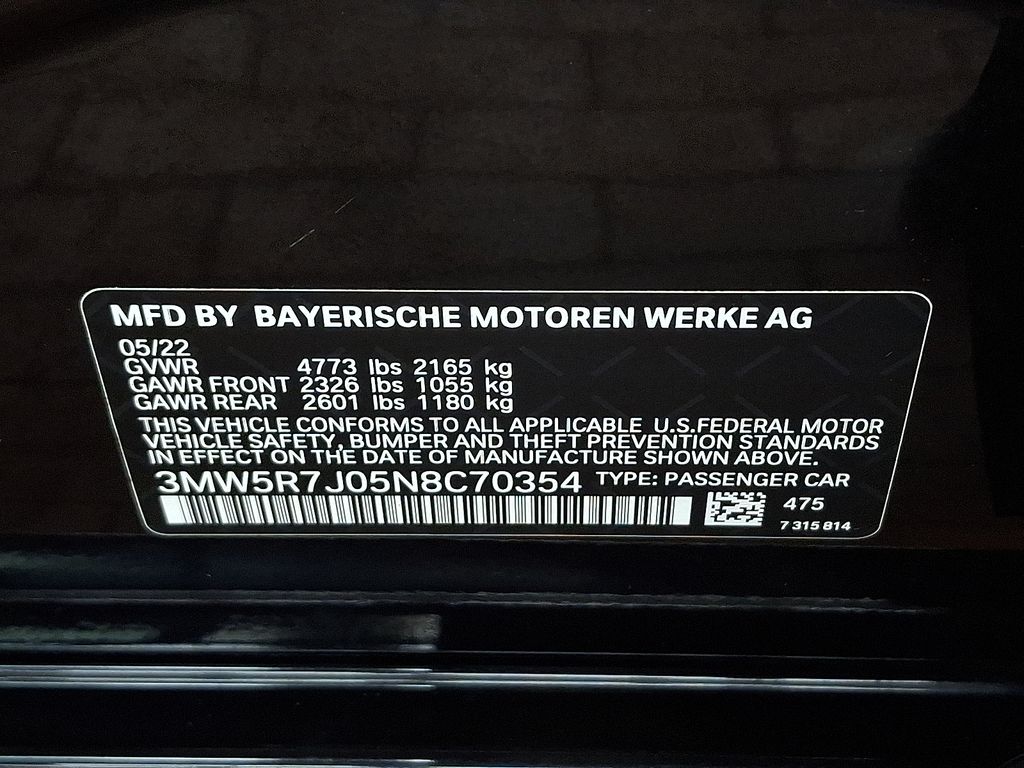 MFD BY BAYERISCHE MOTOREN WERKE AG
05/22
GVWR 4773 lbs 2165 kg
GAWR FRONT 2326 lbs 1055 kg
GAWR REAR 2601 lbs 1180 kg
THIS VEHICLE CONFORMS TO ALL APPLICABLE U.S.FEDERAL MOTOR
VEHICLE SAFETY, BUMPER AND THEFT PREVENTION STANDARDS
IN EFFECT ON THE DATE OF MANUFACTURE SHOWN ABOVE.
3MW5R7J05N8C70354 TYPE: PASSENGER CAR
475
7 315 814